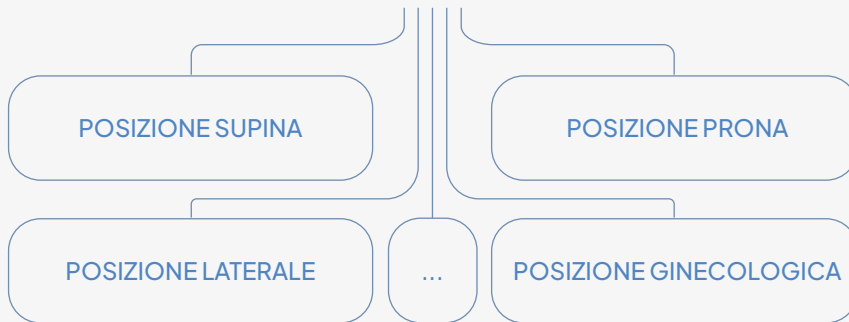 POSIZIONE SUPINA
POSIZIONE PRONA
POSIZIONE LATERALE
...
POSIZIONE GINECOLOGICA